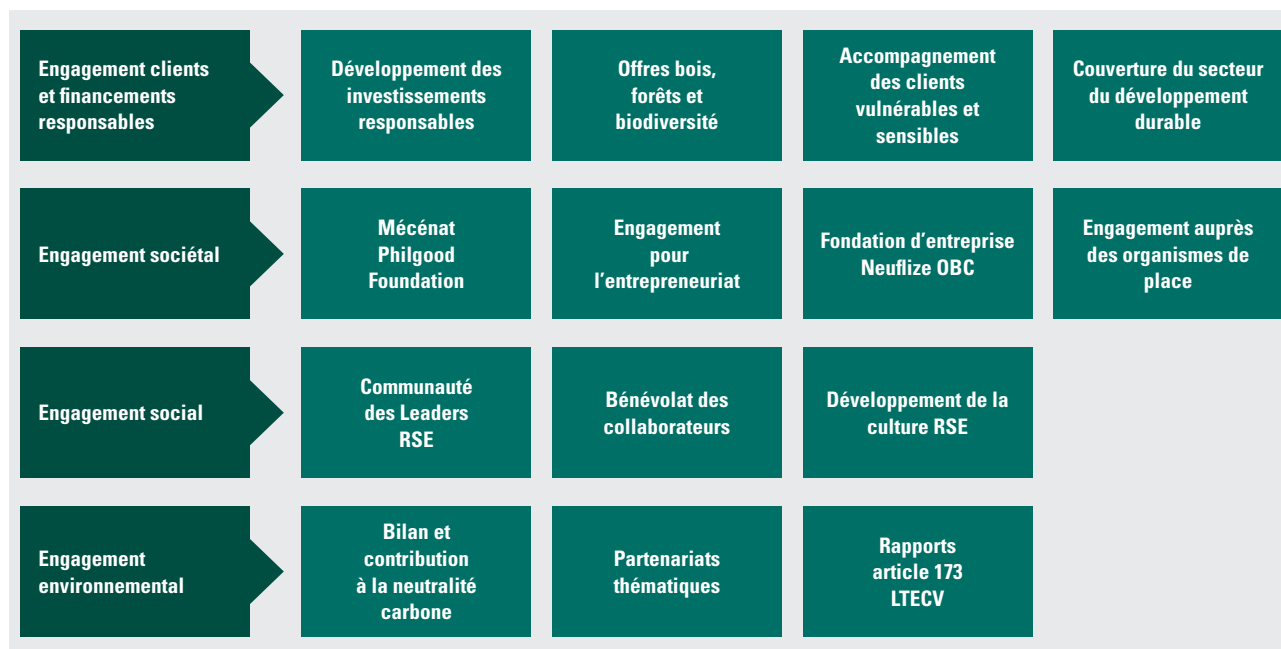 Engagement clients
et financements
responsables
Développement des
investissements
responsables
Offres bois,
forêts et
biodiversité
Accompagnement
des clients
vulnérables et
sensibles
Couverture du secteur
du développement
durable
Engagement sociétal
Mécénat
Philgood
Foundation
Engagement
pour
l’entrepreneuriat
Fondation d’entreprise
Neuflize OBC
Engagement auprès
des organismes de
place
Engagement social
Communauté
des Leaders
RSE
Bénévolat des
collaborateurs
Développement de la
culture RSE
Engagement
environnemental
Bilan et
contribution
à la neutralité
carbone
Partenariats
thématiques
Rapports
article 173
LTECV